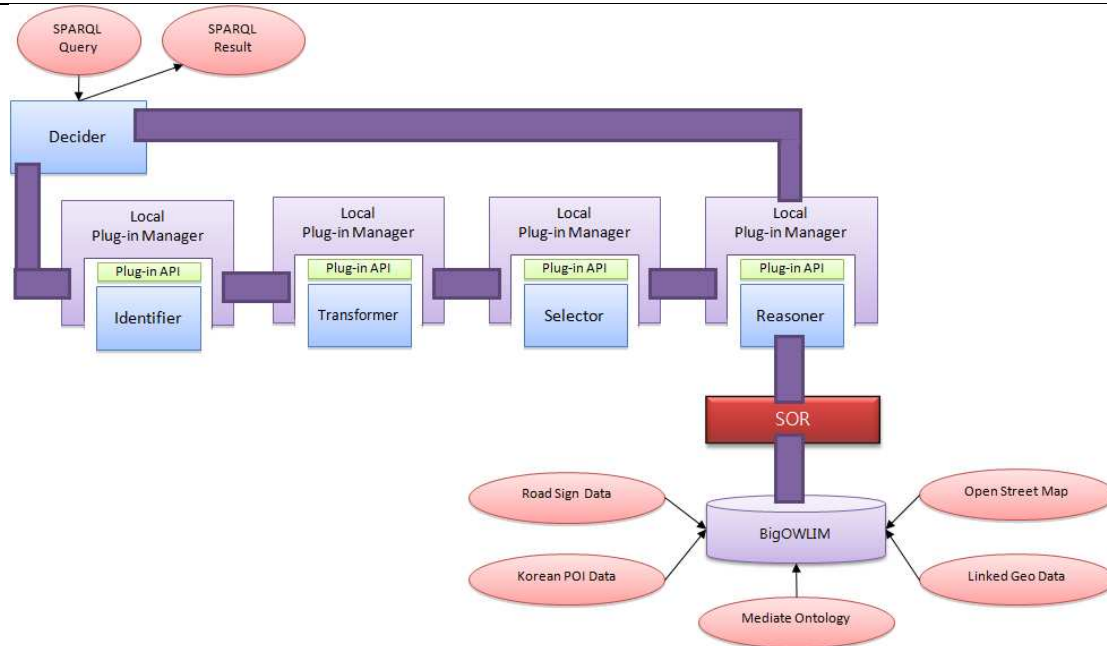 SPARQL
Query
SPARQL
Result
Decider
Local
Plug-in Manager
Plug-in API
Identifier
Local
Plug-in Manager
Plug-in API
Transformer
Local
Plug-in Manager
Plug-in API
Selector
Local
Plug-in Manager
Plug-in API
Reasoner
SOR
Road Sign Data
Open Street Map
BigOWLIM
Korean POI Data
Linked Geo Data
Mediate Ontology